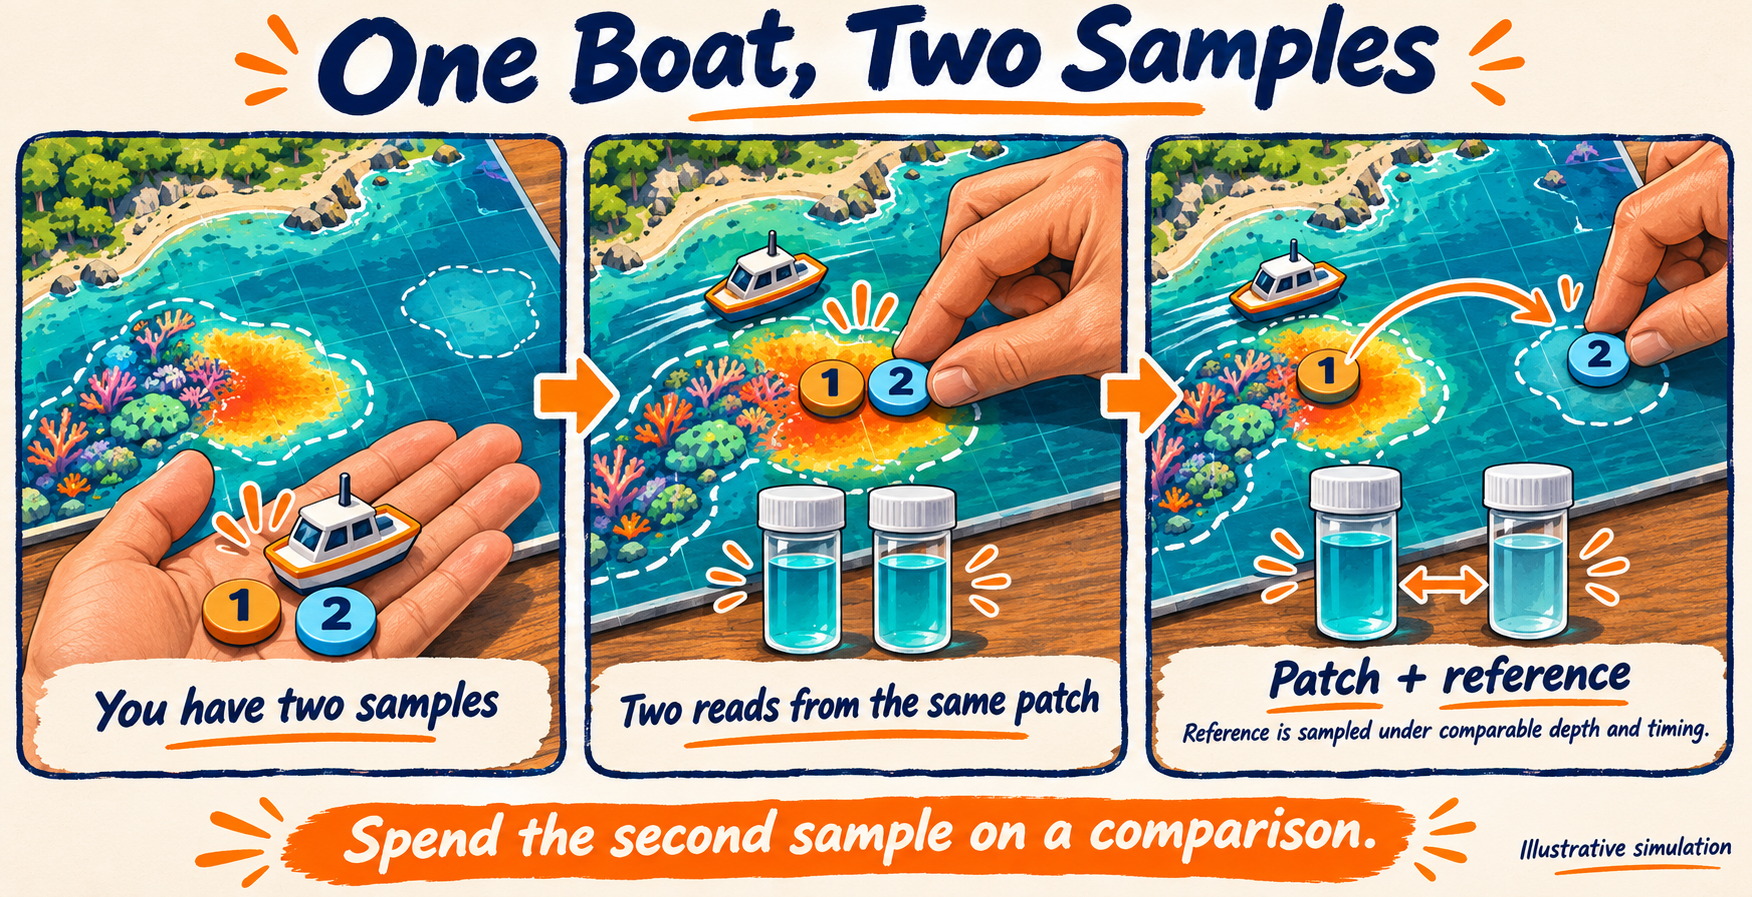 One Boat, Two Samples
1
2
You have two samples
1
2
Two reads from the same patch
1
2
Patch + reference
Reference is sampled under comparable depth and timing.
Spend the second sample on a comparison.
Illustrative simulation